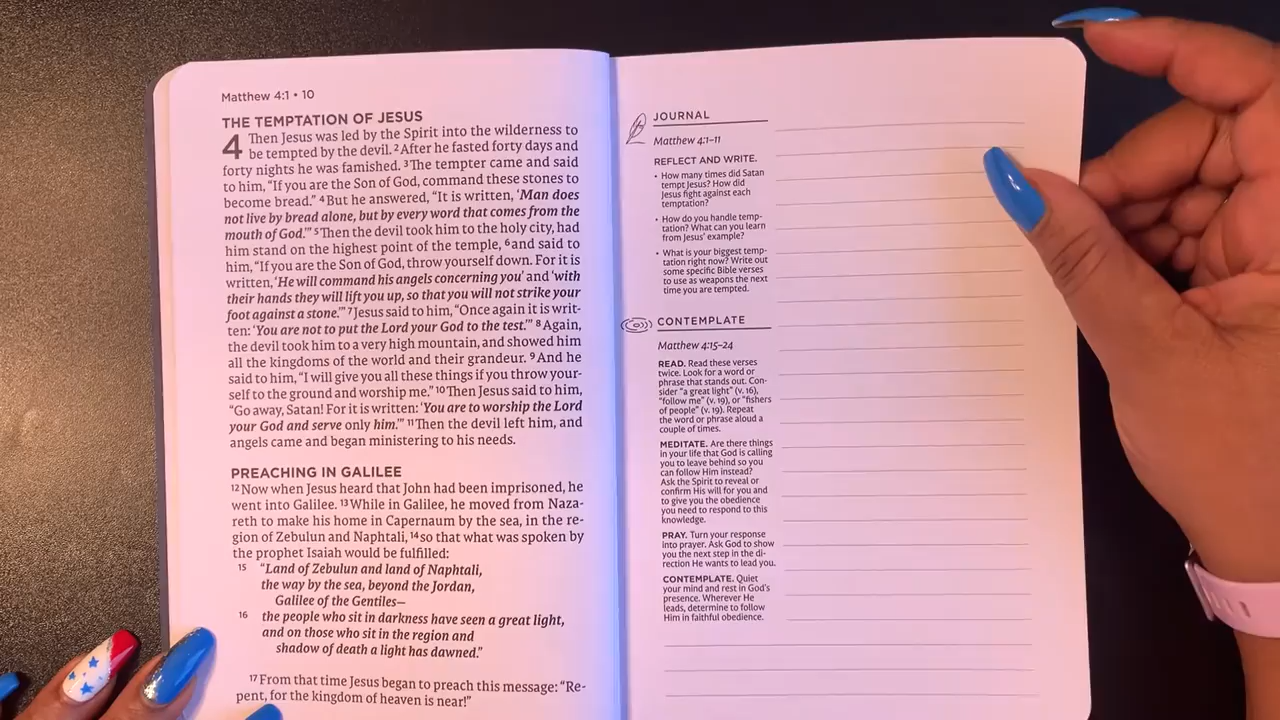 Matthew 4:1 • 10
THE TEMPTATION OF JESUS
4 Then Jesus was led by the Spirit into the wilderness to
be tempted by the devil. 2 After he fasted forty days and
forty nights he was famished. 3 The tempter came and said
to him, “If you are the Son of God, command these stones to
become bread.” 4 But he answered, “It is written, ‘Man does
not live by bread alone, but by every word that comes from the
mouth of God.’” 5 Then the devil took him to the holy city, had
him stand on the highest point of the temple, 6 and said to
him, “If you are the Son of God, throw yourself down. For it is
written, ‘He will command his angels concerning you’ and ‘with
their hands they will lift you up, so that you will not strike your
foot against a stone.’” 7 Jesus said to him, “Once again it is writ-
ten: ‘You are not to put the Lord your God to the test.’” 8 Again,
the devil took him to a very high mountain, and showed him
all the kingdoms of the world and their grandeur. 9 And he
said to him, “I will give you all these things if you throw your-
self to the ground and worship me.” 10 Then Jesus said to him,
“Go away, Satan! For it is written: ‘You are to worship the Lord
your God and serve only him.’” 11 Then the devil left him, and
angels came and began ministering to his needs.
PREACHING IN GALILEE
12 Now when Jesus heard that John had been imprisoned, he
went into Galilee. 13 While in Galilee, he moved from Naza-
reth to make his home in Capernaum by the sea, in the re-
gion of Zebulun and Naphtali, 14 so that what was spoken by
the prophet Isaiah would be fulfilled:
15 “Land of Zebulun and land of Naphtali,
the way by the sea, beyond the Jordan,
Galilee of the Gentiles—
16 the people who sit in darkness have seen a great light,
and on those who sit in the region and
shadow of death a light has dawned.”
17 From that time Jesus began to preach this message: “Re-
pent, for the kingdom of heaven is near!”
JOURNAL
Matthew 4:1–11
REFLECT AND WRITE.
• How many times did Satan
tempt Jesus? How did
Jesus fight against each
temptation?
• How do you handle temp-
tation? What can you learn
from Jesus’ example?
• What is your biggest temp-
tation right now? Write out
some specific Bible verses
to use as weapons the next
time you are tempted.
CONTEMPLATE
Matthew 4:15–24
READ. Read these verses
twice. Look for a word or
phrase that stands out. Con-
sider “a great light” (v. 16),
“follow me” (v. 19), or “fishers
of people” (v. 19). Repeat
the word or phrase aloud a
couple of times.
MEDITATE. Are there things
in your life that God is calling
you to leave behind so you
can follow Him instead?
Ask the Spirit to reveal or
confirm His will for you and
to give you the obedience
you need to respond to this
knowledge.
PRAY. Turn your response
into prayer. Ask God to show
you the next step in the di-
rection He wants to lead you.
CONTEMPLATE. Quiet
your mind and rest in God’s
presence. Wherever He
leads, determine to follow
Him in faithful obedience.